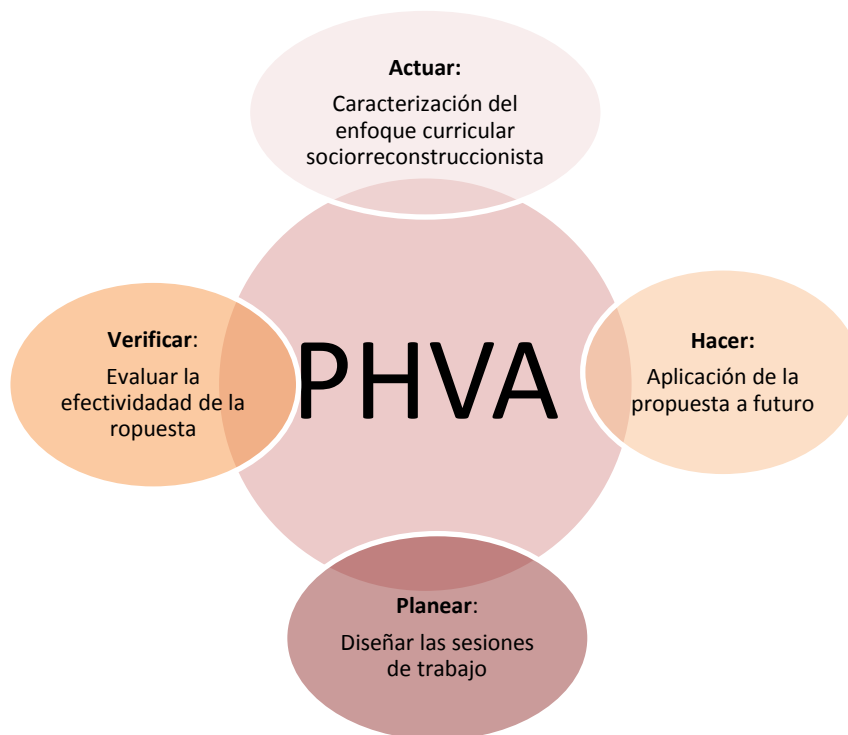 Actuar:
Caracterización del
enfoque curricular
sociorreconstruccionista
Verificar:
Evaluar la
efectividadad de la
ropuesta
PHVA
Hacer:
Aplicación de la
propuesta a futuro
Planear:
Diseñar las sesiones
de trabajo